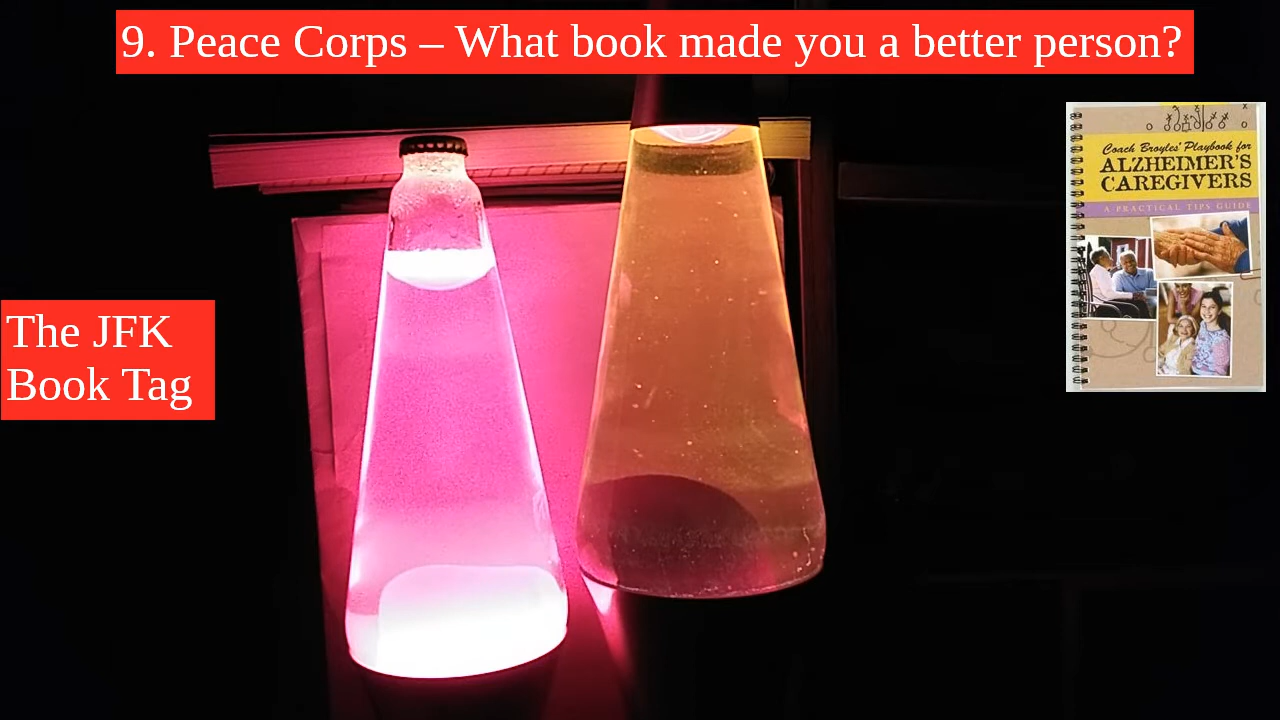 9. Peace Corps – What book made you a better person?
Coach Broyles' Playbook for
ALZHEIMER'S
CAREGIVERS
A PRACTICAL TIPS GUIDE
The JFK
Book Tag